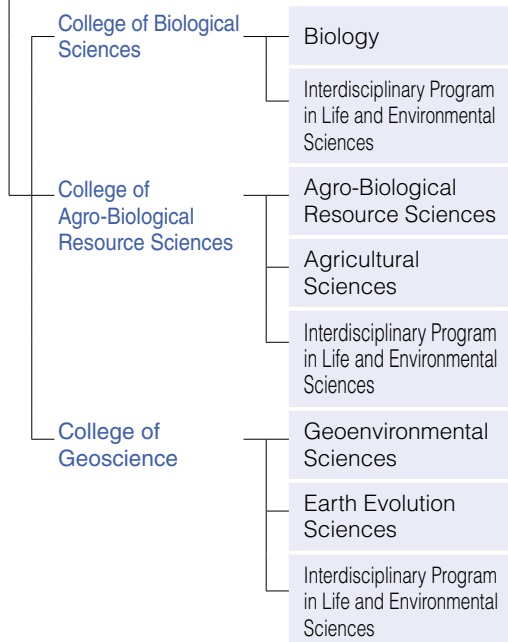 College of Biological
Sciences
Biology
Interdisciplinary Program
in Life and Environmental
Sciences
College of
Agro-Biological
Resource Sciences
Agro-Biological
Resource Sciences
Agricultural
Sciences
Interdisciplinary Program
in Life and Environmental
Sciences
College of
Geoscience
Geoenvironmental
Sciences
Earth Evolution
Sciences
Interdisciplinary Program
in Life and Environmental
Sciences